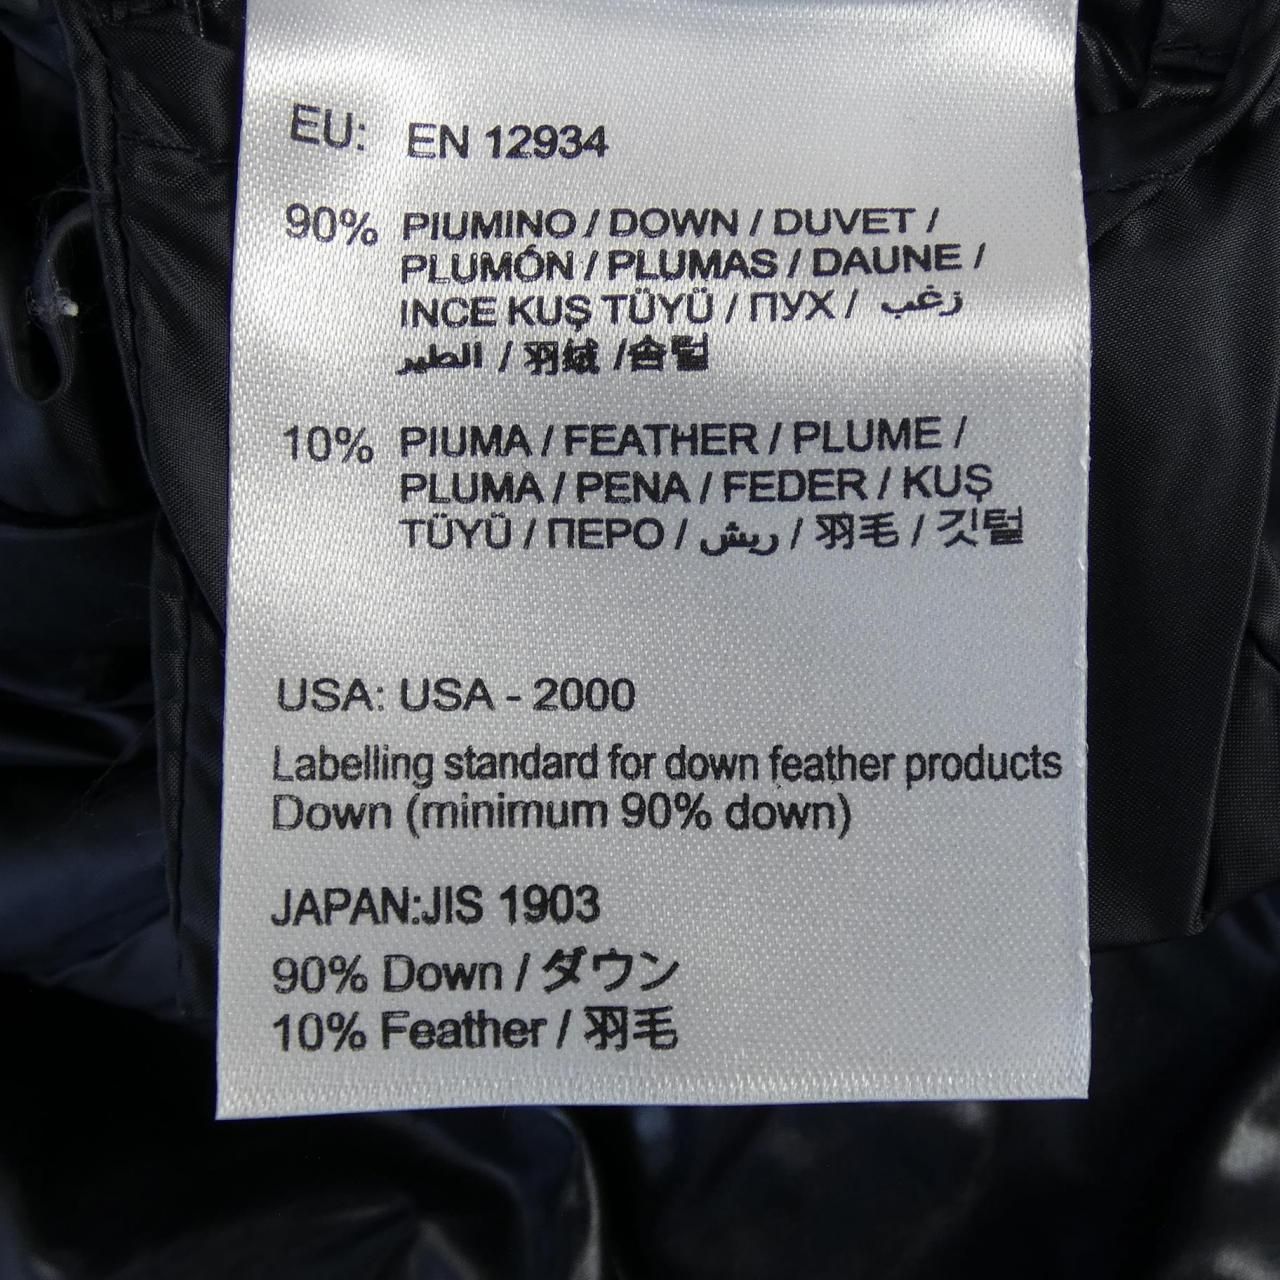 EU: EN 12934
90% PIUMINO / DOWN / DUVET /
PLUMÓN / PLUMAS / DAUNE /
INCE KUŞ TÜYÜ / ПУХ / زغب
الطير / 羽绒 /솜털
10% PIUMA / FEATHER / PLUME /
PLUMA / PENA / FEDER / KUŞ
TÜYÜ / ПЕРО / ريش / 羽毛 / 깃털
USA: USA - 2000
Labelling standard for down feather products
Down (minimum 90% down)
JAPAN:JIS 1903
90% Down / ダウン
10% Feather / 羽毛